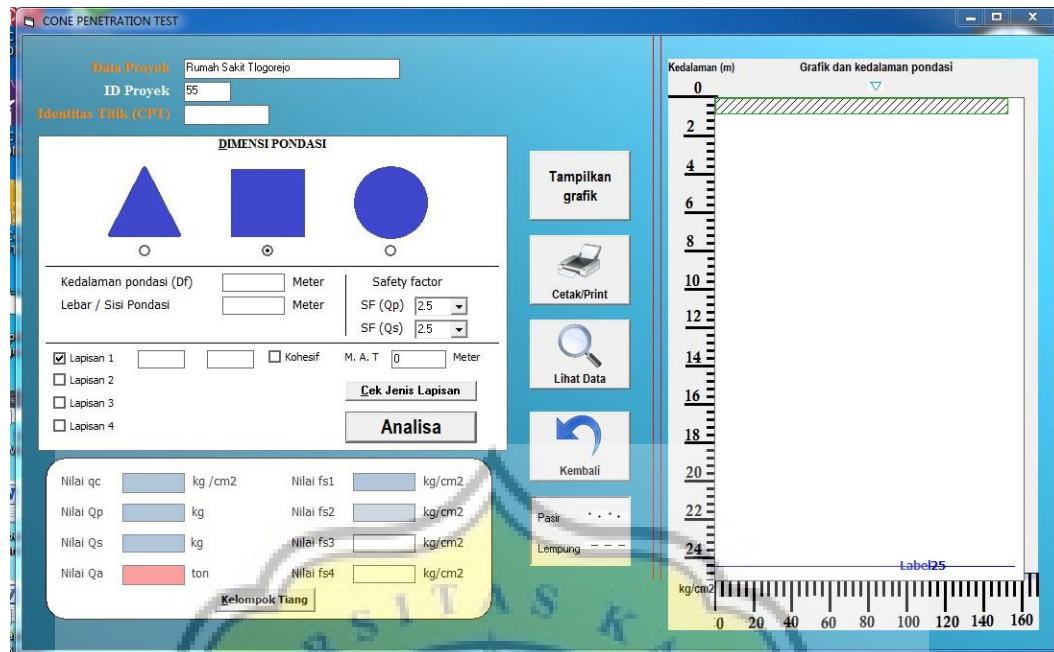 CONE PENETRATION TEST
Data Proyek Rumah Sakit Tlogorejo
ID Proyek 55
Identitas Titik (CPT)
DIMENSI PONDASI
Kedalaman pondasi (Df) Meter
Lebar / Sisi Pondasi Meter
Safety factor
SF (Qp) 2.5
SF (Qs) 2.5
Lapisan 1 Kohesif M. A. T 0 Meter
Lapisan 2
Lapisan 3
Lapisan 4
Cek Jenis Lapisan
Analisa
Nilai qc kg /cm2 Nilai fs1 kg/cm2
Nilai Qp kg Nilai fs2 kg/cm2
Nilai Qs kg Nilai fs3 kg/cm2
Nilai Qa ton Nilai fs4 kg/cm2
Kelompok Tiang
Tampilkan
grafik
Cetak/Print
Lihat Data
Kembali
Pasir
Lempung
Kedalaman (m) Grafik dan kedalaman pondasi
0
2
4
6
8
10
12
14
16
18
20
22
24
Label25
kg/cm2
0 20 40 60 80 100 120 140 160
RSITAS KA